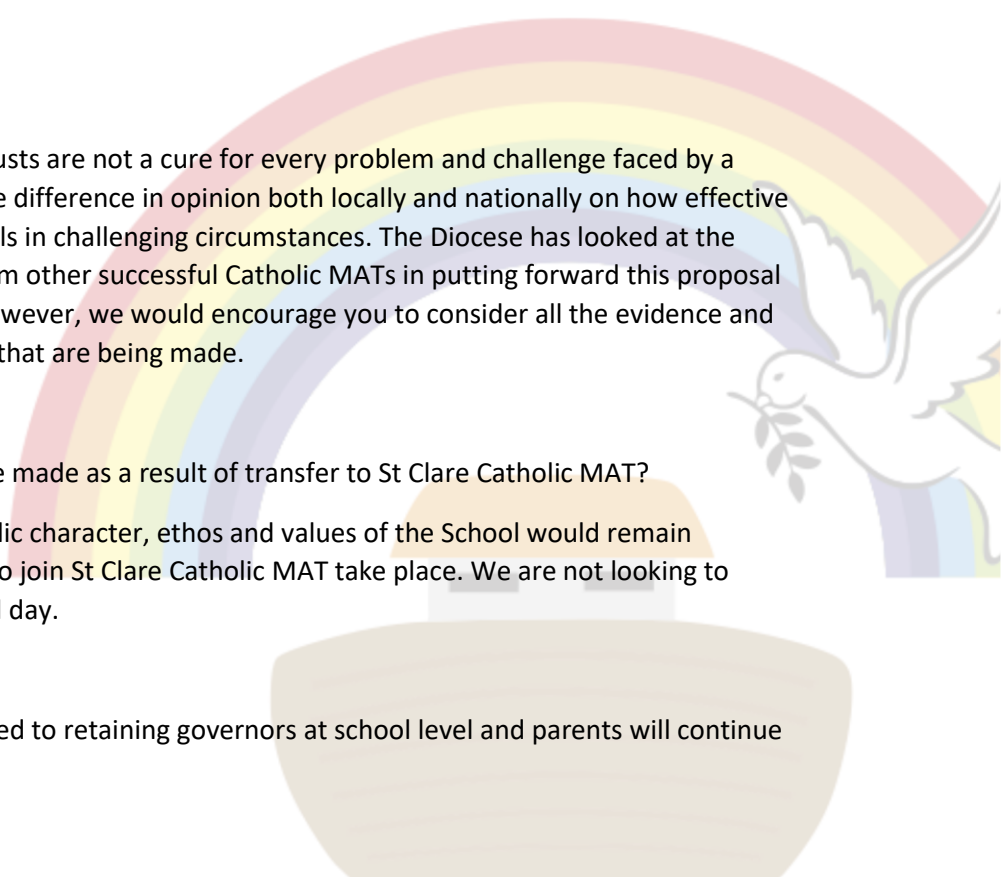 usts are not a cure for every problem and challenge faced by a
e difference in opinion both locally and nationally on how effective
ls in challenging circumstances. The Diocese has looked at the
m other successful Catholic MATs in putting forward this proposal
owever, we would encourage you to consider all the evidence and
that are being made.
e made as a result of transfer to St Clare Catholic MAT?
lic character, ethos and values of the School would remain
o join St Clare Catholic MAT take place. We are not looking to
l day.
ed to retaining governors at school level and parents will continue